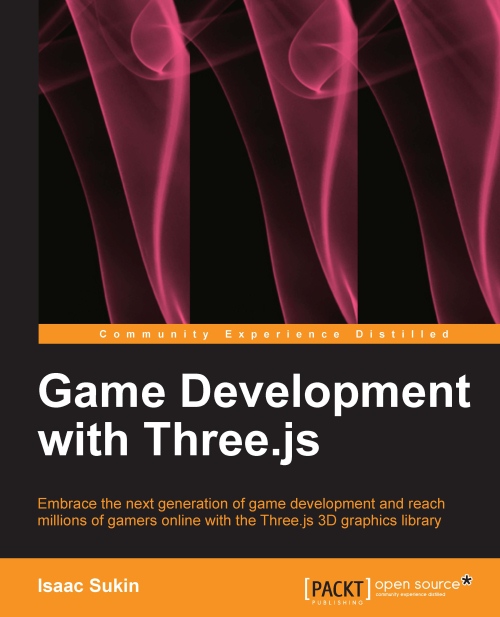 Community Experience Distilled
Game Development
with Three.js
Embrace the next generation of game development and reach
millions of gamers online with the Three.js 3D graphics library
Isaac Sukin
[PACKT] open source*
PUBLISHING community experience distilled